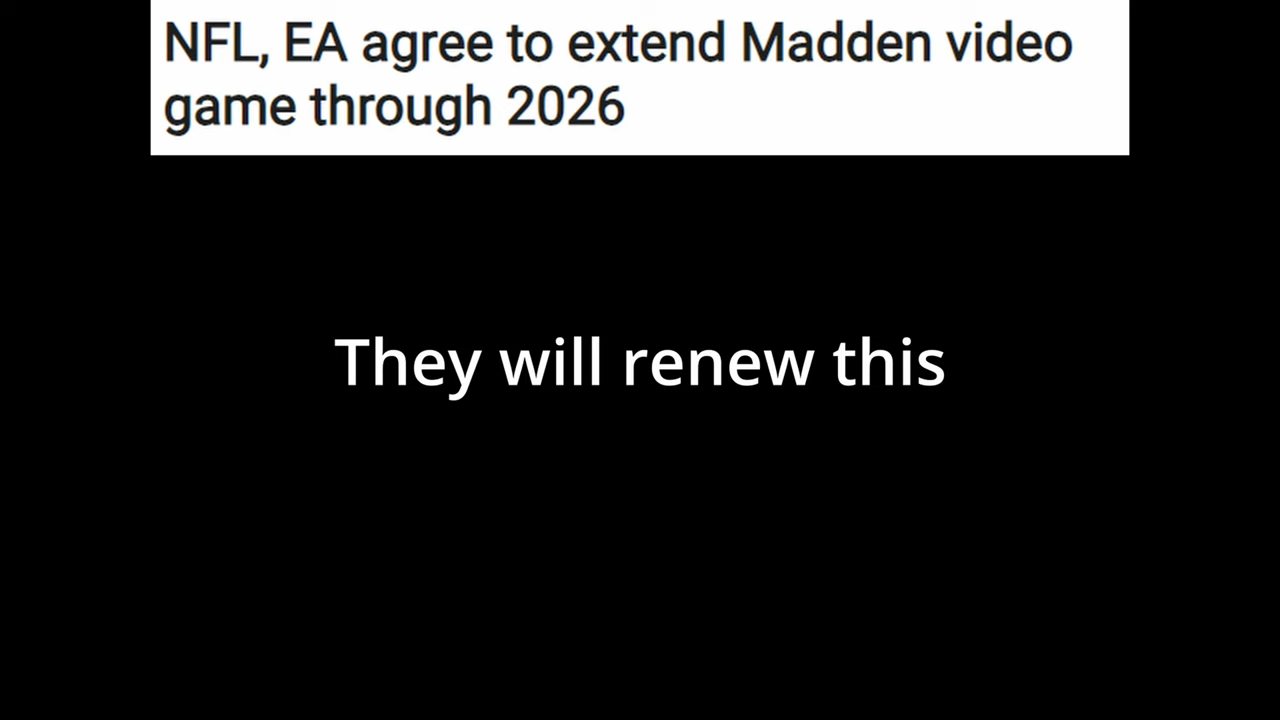 NFL, EA agree to extend Madden video
game through 2026
They will renew this